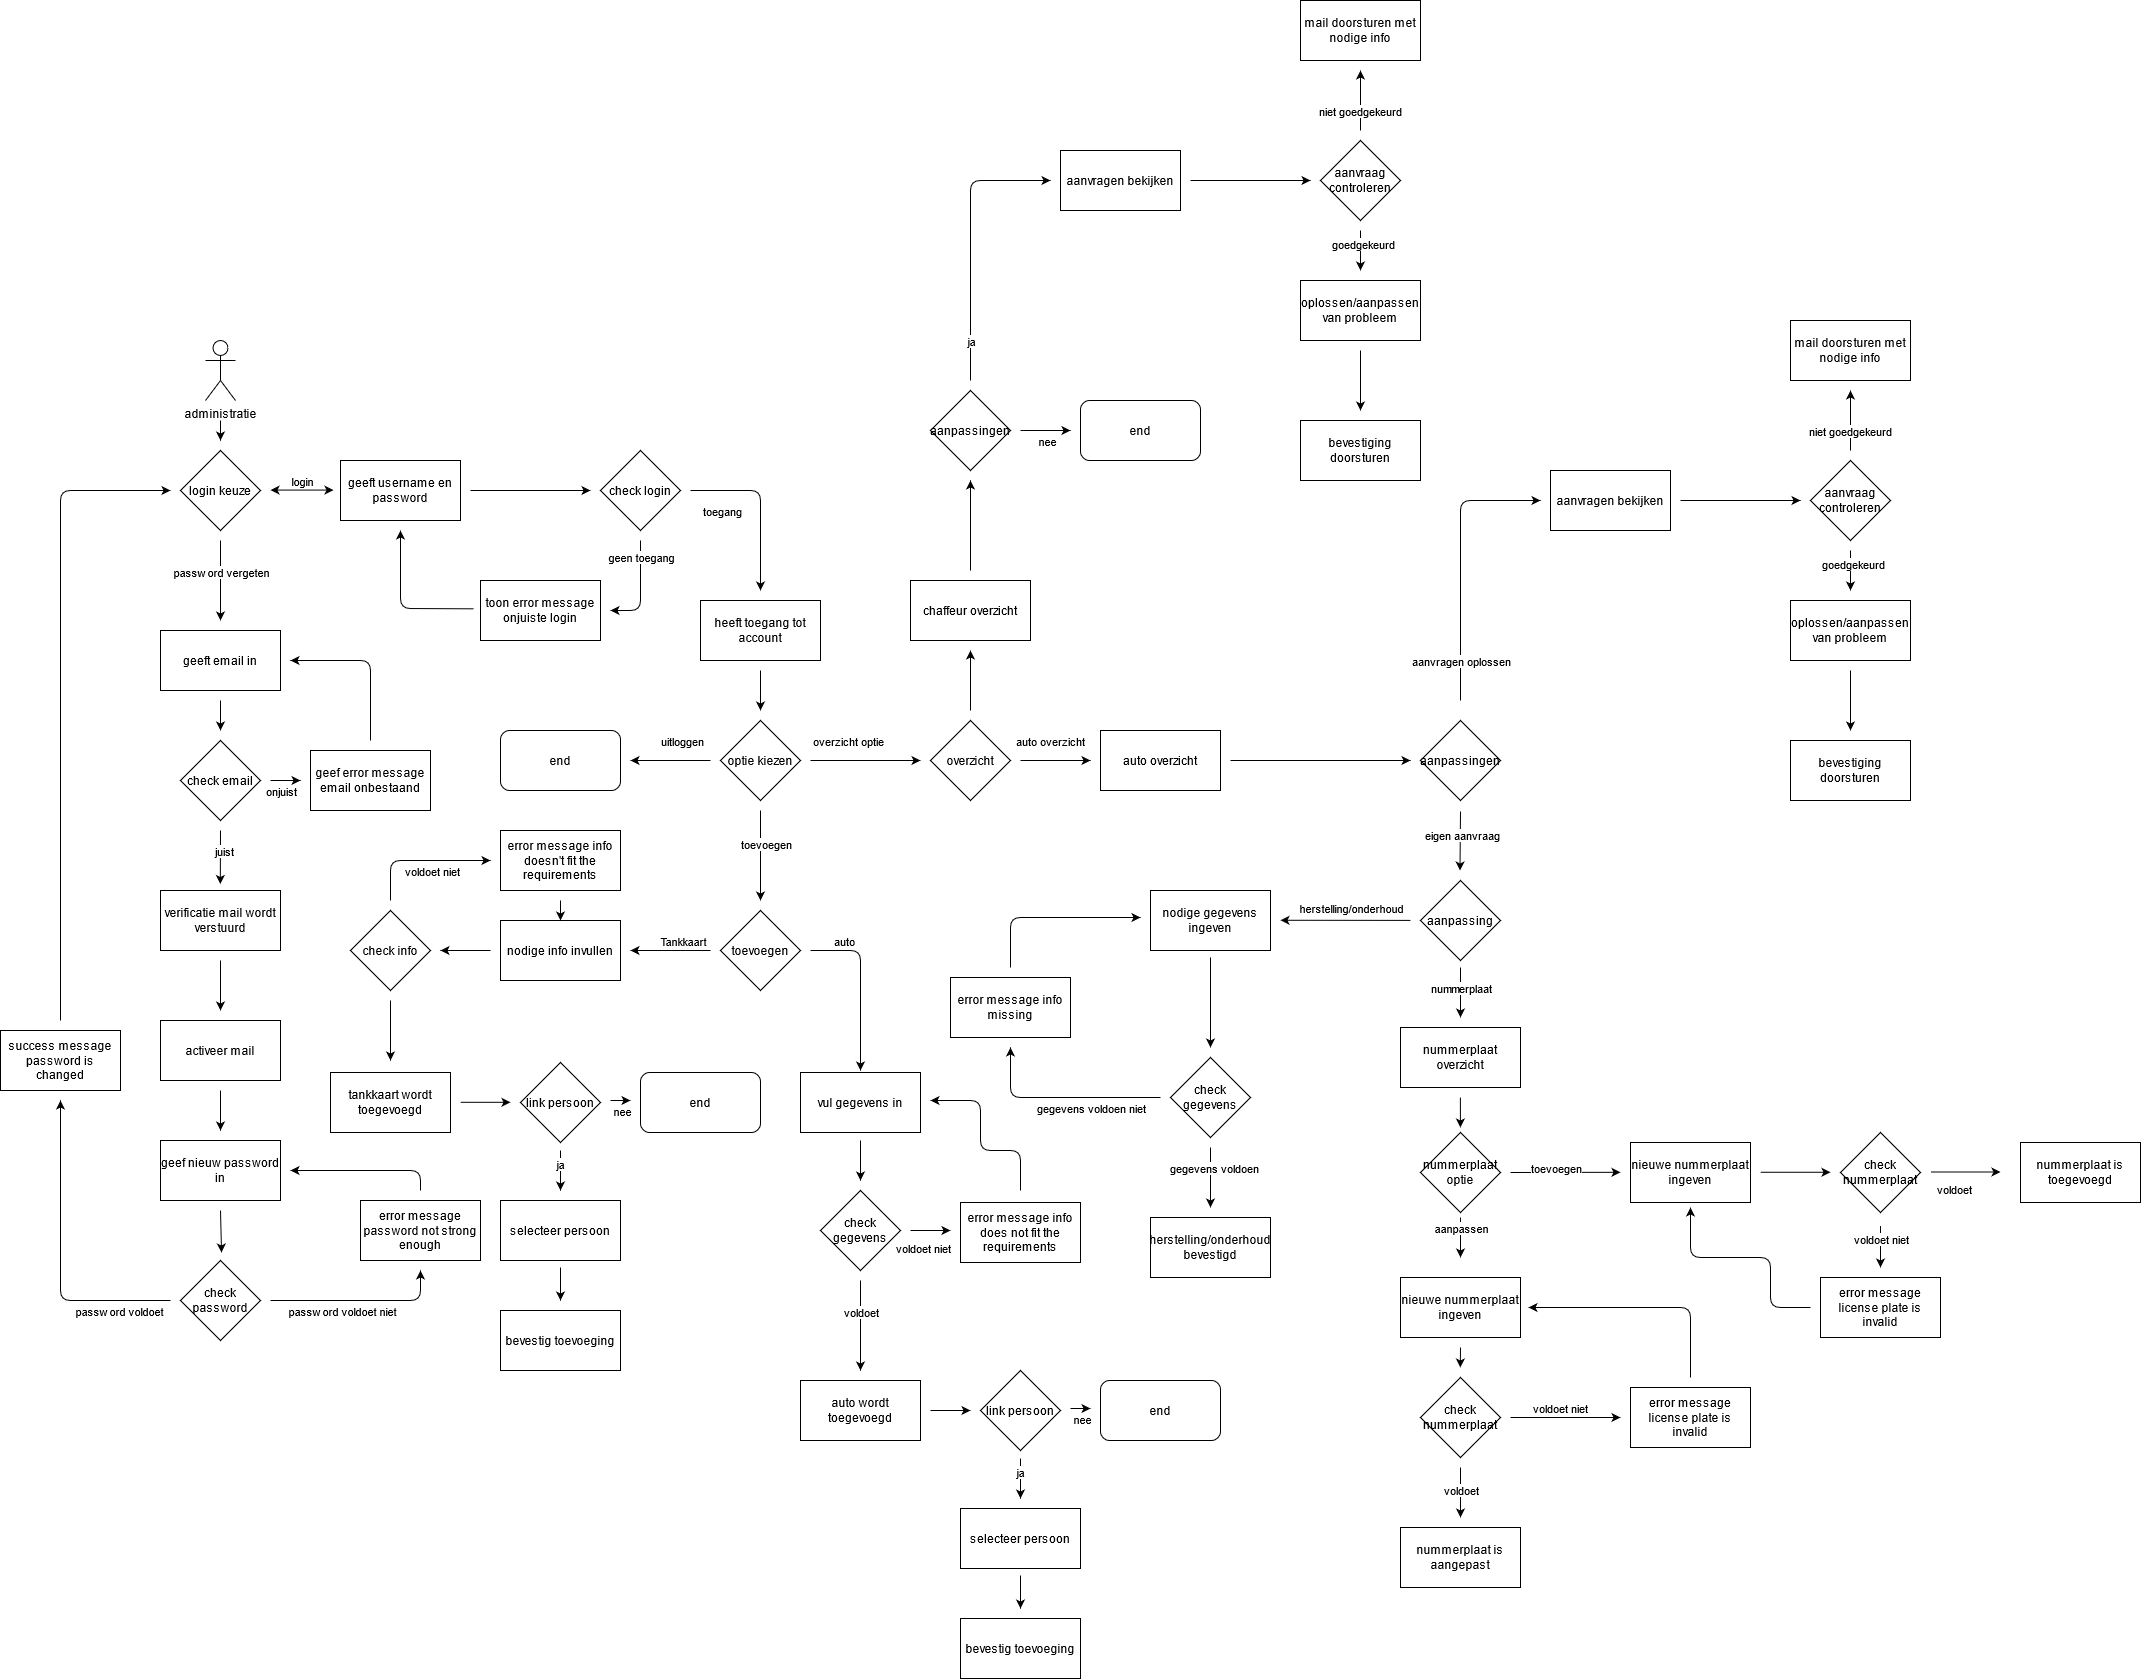 mail doorsturen met
nodige info
niet goedgekeurd
aanvragen bekijken
aanvraag
controleren
goedgekeurd
oplossen/aanpassen
van probleem
bevestiging
doorsturen
ja
aanpassingen
nee
end
chaffeur overzicht
administratie
login keuze
login
geeft username en
password
check login
toegang
geen toegang
toon error message
onjuiste login
heeft toegang tot
account
password vergeten
geeft email in
check email
onjuist
geef error message
email onbestaand
juist
verificatie mail wordt
verstuurd
activeer mail
success message
password is
changed
geef nieuw password
in
error message
password not strong
enough
check
password
password voldoet
password voldoet niet
end
uitloggen
optie kiezen
overzicht optie
overzicht
auto overzicht
auto overzicht
aanpassingen
aanvragen oplossen
aanvragen bekijken
aanvraag
controleren
niet goedgekeurd
mail doorsturen met
nodige info
goedgekeurd
oplossen/aanpassen
van probleem
bevestiging
doorsturen
toevoegen
error message info
doesn't fit the
requirements
voldoet niet
check info
nodige info invullen
Tankkaart
toevoegen
auto
tankkaart wordt
toegevoegd
link persoon
nee
end
ja
selecteer persoon
bevestig toevoeging
vul gegevens in
check
gegevens
voldoet niet
error message info
does not fit the
requirements
voldoet
auto wordt
toegevoegd
link persoon
nee
end
ja
selecteer persoon
bevestig toevoeging
eigen aanvraag
aanpassing
herstelling/onderhoud
nodige gegevens
ingeven
error message info
missing
check
gegevens
gegevens voldoen niet
gegevens voldoen
herstelling/onderhoud
bevestigd
nummerplaat
nummerplaat
overzicht
nummerplaat
optie
toevoegen
nieuwe nummerplaat
ingeven
check
nummerplaat
voldoet
nummerplaat is
toegevoegd
voldoet niet
error message
license plate is
invalid
aanpassen
nieuwe nummerplaat
ingeven
check
nummerplaat
voldoet niet
error message
license plate is
invalid
voldoet
nummerplaat is
aangepast